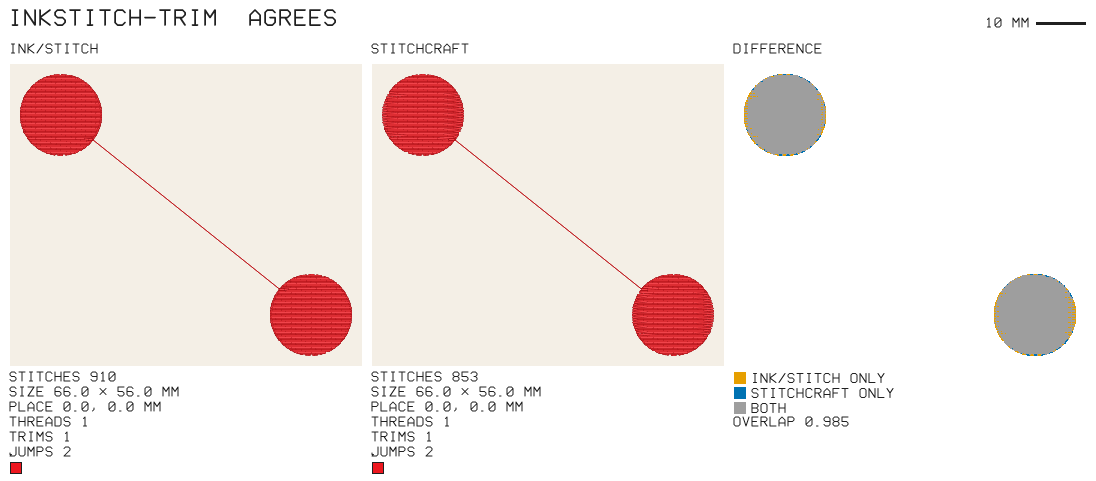 INKSTITCH-TRIM  AGREES
10 MM
INK/STITCH
STITCHCRAFT
DIFFERENCE
STITCHES 910
SIZE 66.0 × 56.0 MM
PLACE 0.0, 0.0 MM
THREADS 1
TRIMS 1
JUMPS 2
STITCHES 853
SIZE 66.0 × 56.0 MM
PLACE 0.0, 0.0 MM
THREADS 1
TRIMS 1
JUMPS 2
INK/STITCH ONLY
STITCHCRAFT ONLY
BOTH
OVERLAP 0.985